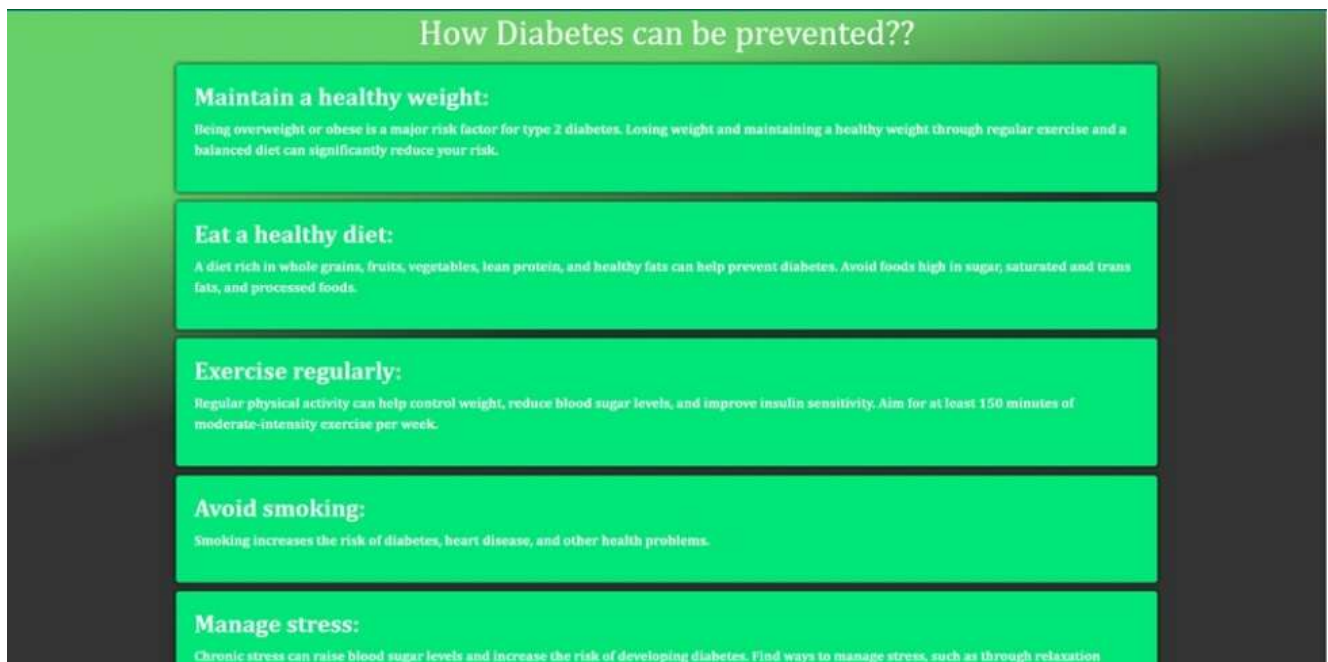 How Diabetes can be prevented??
Maintain a healthy weight:
Being overweight or obese is a major risk factor for type 2 diabetes. Losing weight and maintaining a healthy weight through regular exercise and a
balanced diet can significantly reduce your risk.
Eat a healthy diet:
A diet rich in whole grains, fruits, vegetables, lean protein, and healthy fats can help prevent diabetes. Avoid foods high in sugar, saturated and trans
fats, and processed foods.
Exercise regularly:
Regular physical activity can help control weight, reduce blood sugar levels, and improve insulin sensitivity. Aim for at least 150 minutes of
moderate-intensity exercise per week.
Avoid smoking:
Smoking increases the risk of diabetes, heart disease, and other health problems.
Manage stress:
Chronic stress can raise blood sugar levels and increase the risk of developing diabetes. Find ways to manage stress, such as through relaxation